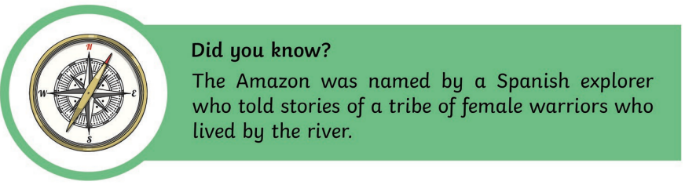 N
W
E
S
Did you know?
The Amazon was named by a Spanish explorer
who told stories of a tribe of female warriors who
lived by the river.